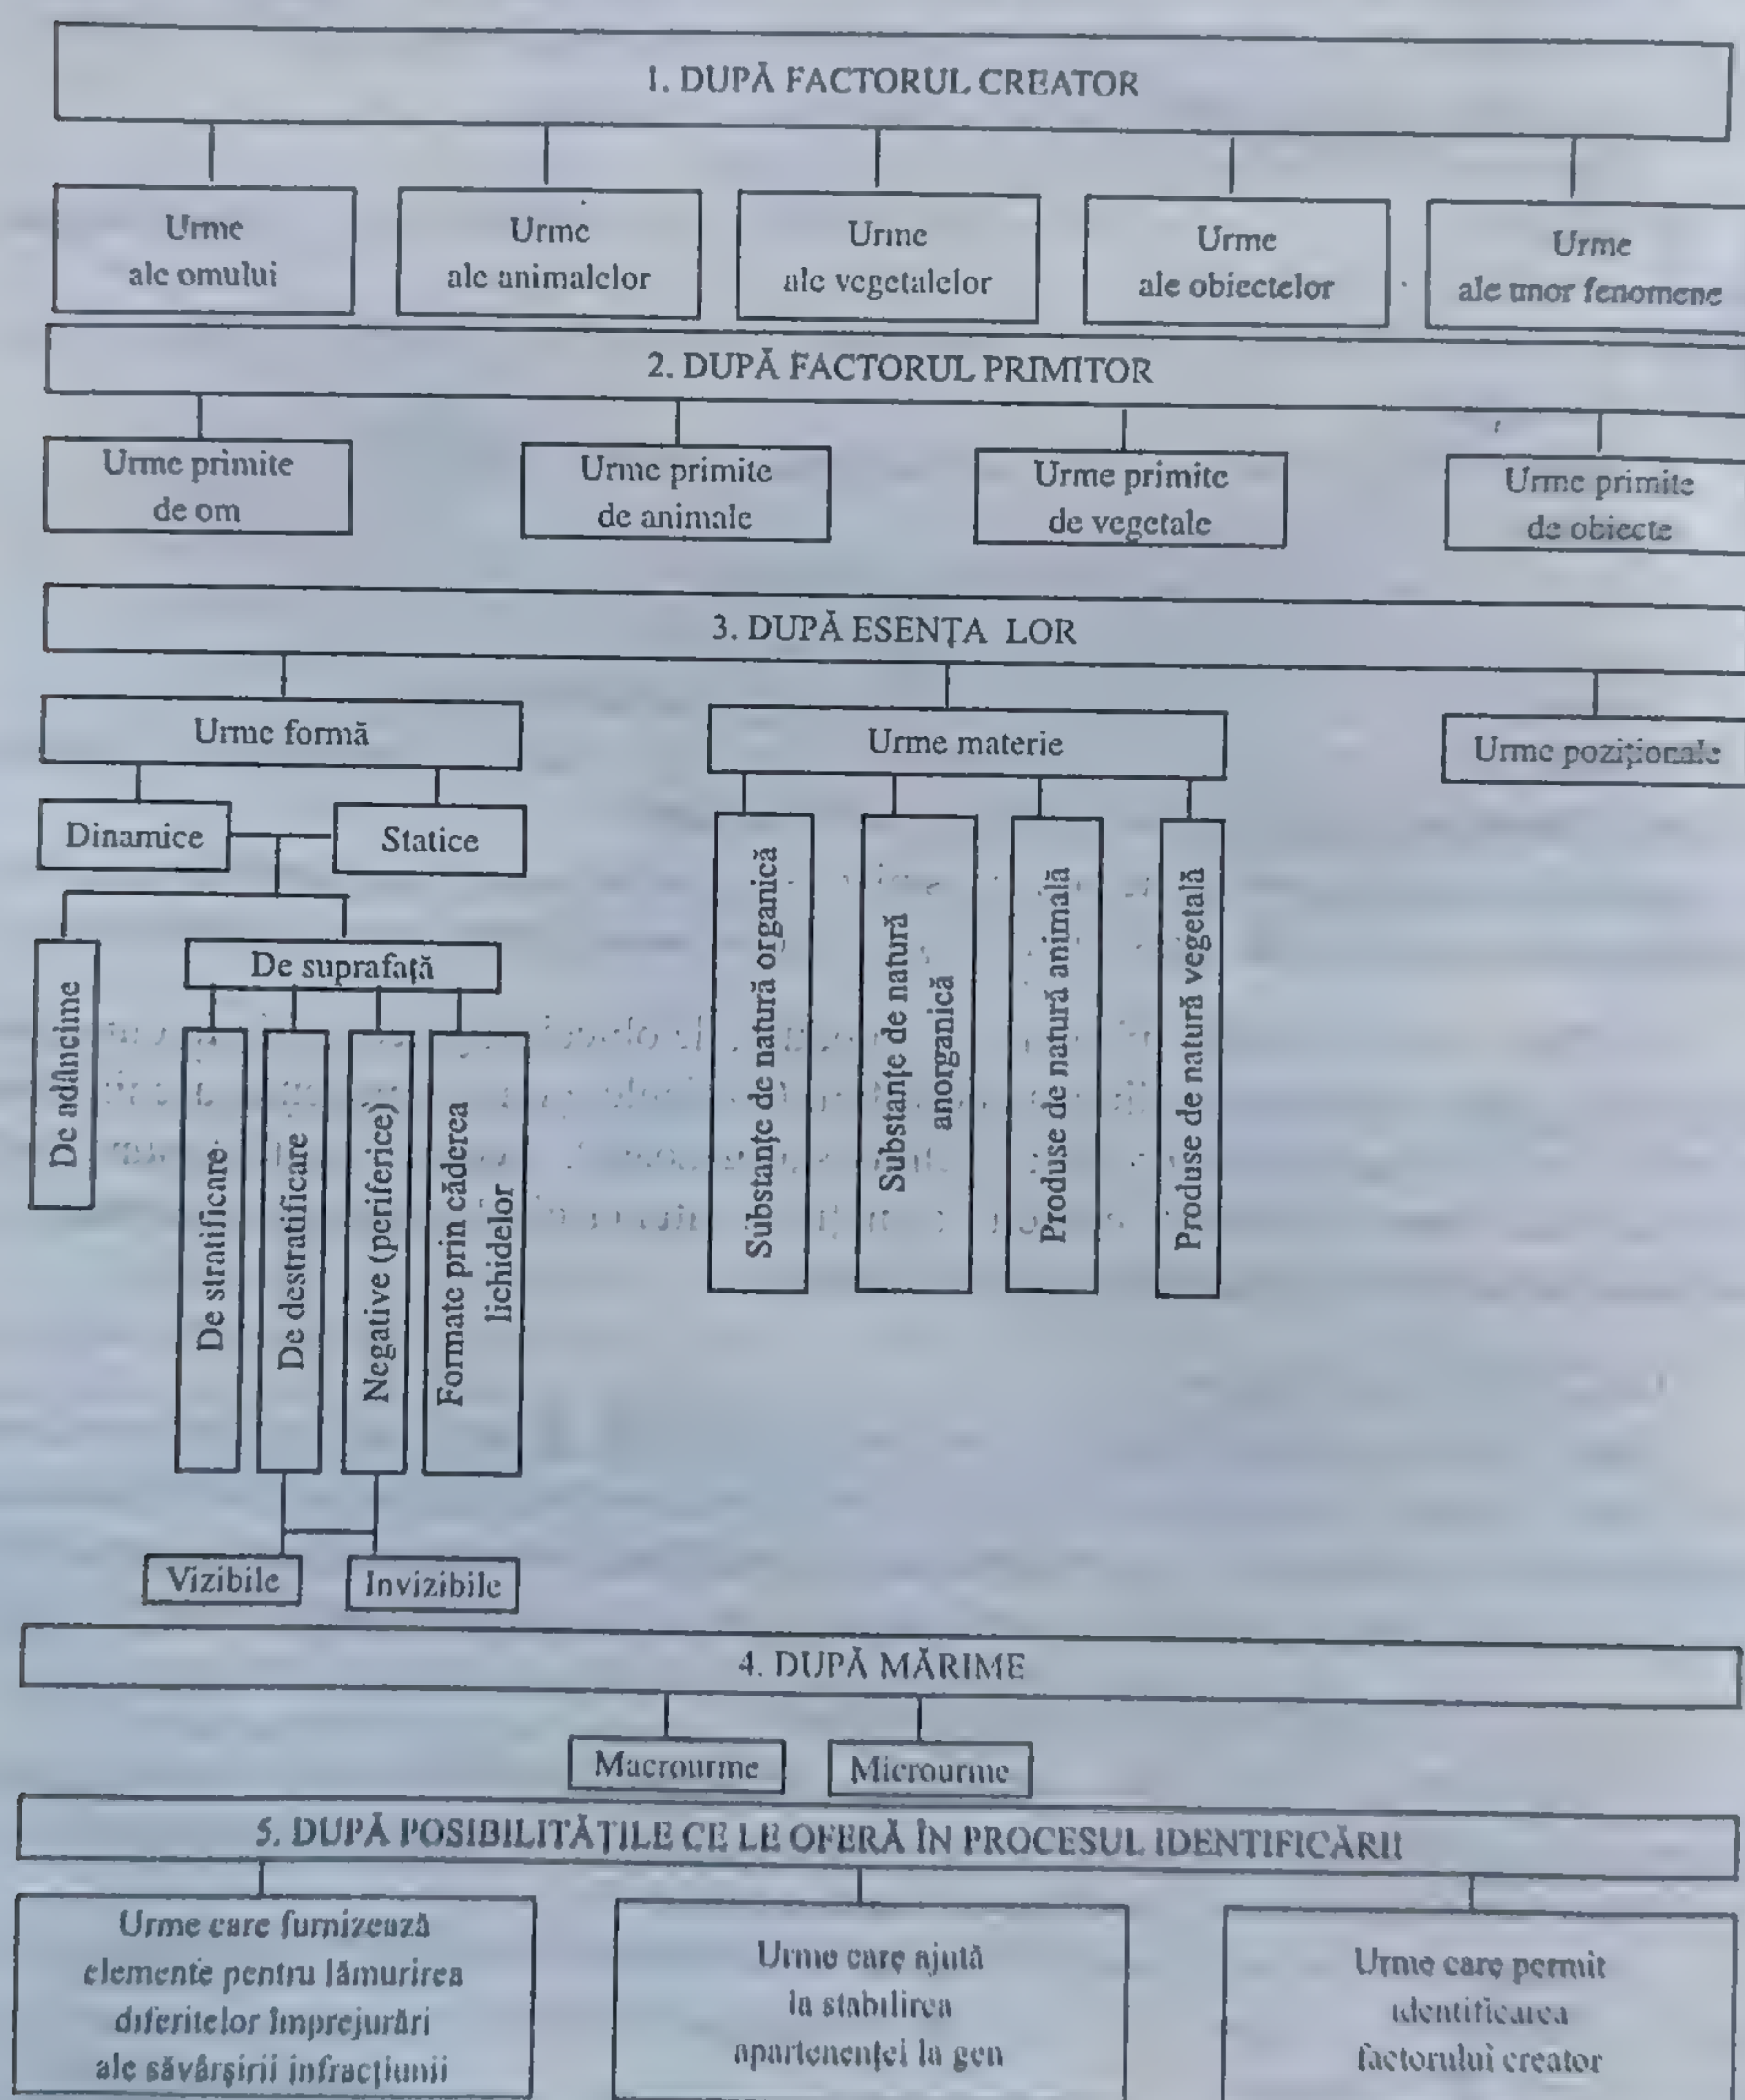 1. DUPĂ FACTORUL CREATOR
Urme
ale omului
Urme
ale animalelor
Urme
ale vegetalelor
Urme
ale obiectelor
Urme
ale unor fenomene
2. DUPĂ FACTORUL PRIMITOR
Urme primite
de om
Urme primite
de animale
Urme primite
de vegetale
Urme primite
de obiecte
3. DUPĂ ESENȚA LOR
Urme formă
Urme materie
Urme poziționale
Dinamice
Statice
De adâncime
De suprafață
De stratificare
De destratificare
Negative (periferice)
Formate prin căderea
lichidelor
Substanțe de natură organică
Substanțe de natură
anorganică
Produse de natură animală
Produse de natură vegetală
Vizibile
Invizibile
4. DUPĂ MĂRIME
Macrourme
Microurme
5. DUPĂ POSIBILITĂȚILE CE LE OFERĂ ÎN PROCESUL IDENTIFICĂRII
Urme care furnizează
elemente pentru lămurirea
diferitelor împrejurări
ale săvârșirii infracțiunii
Urme care ajută
la stabilirea
apartenenței la gen
Urme care permit
identificarea
factorului creator